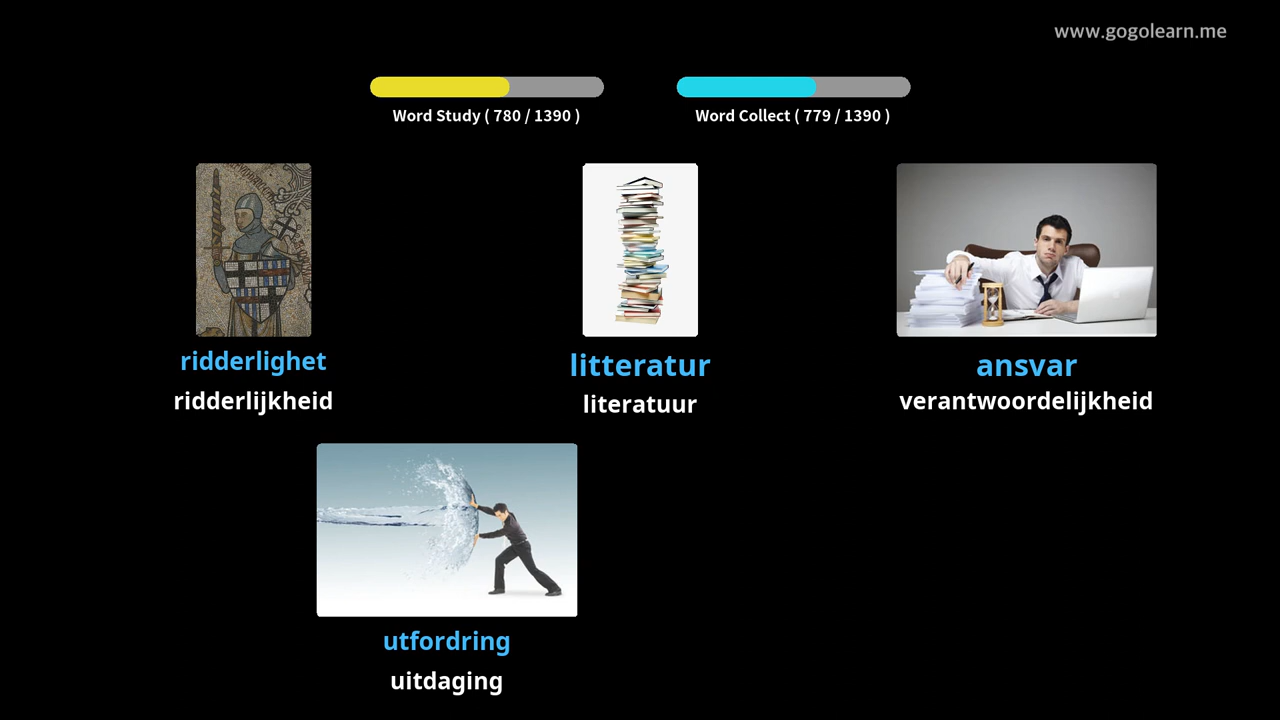 www.gogolearn.me
Word Study ( 780 / 1390 )
Word Collect ( 779 / 1390 )
ridderlighet
ridderlijkheid
litteratur
literatuur
ansvar
verantwoordelijkheid
utfordring
uitdaging